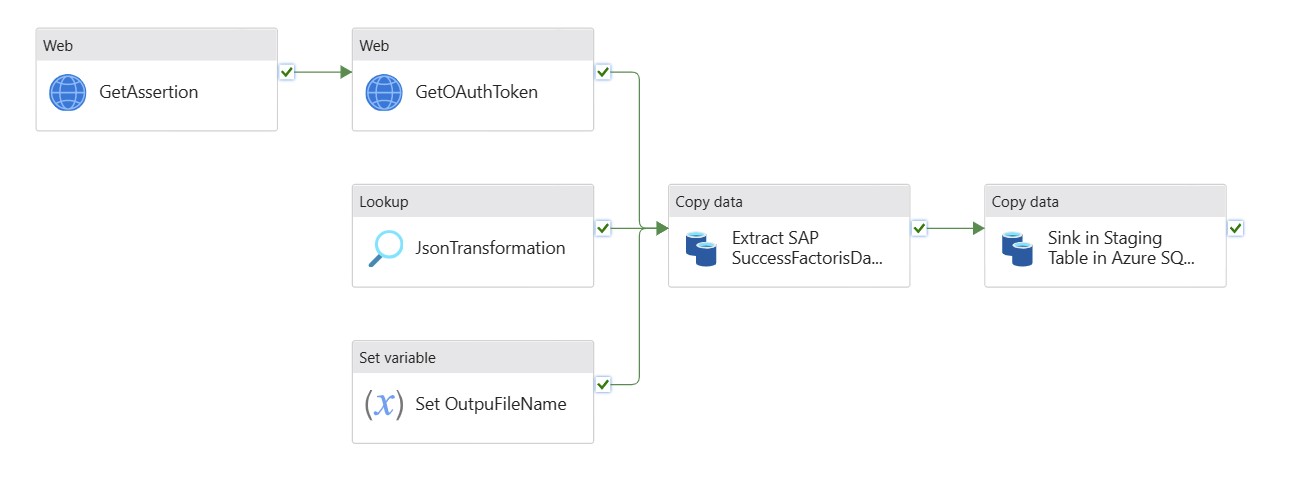 Web
GetAssertion
Web
GetOAuthToken
Lookup
JsonTransformation
Set variable
(x)
Set OutpuFileName
Copy data
Extract SAP
SuccessFactorisDa...
Copy data
Sink in Staging
Table in Azure SQ...